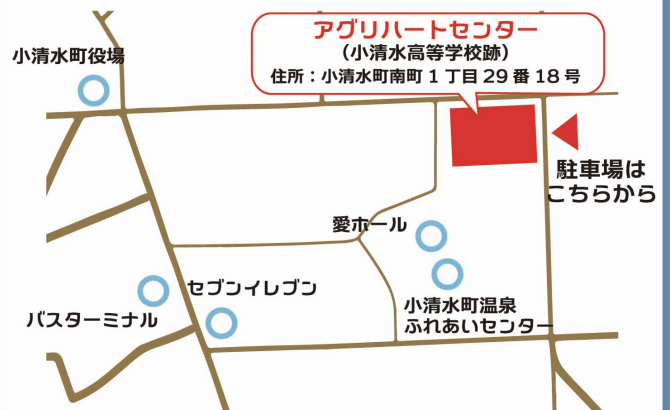 アグリハートセンター
（小清水高等学校跡）
住所：小清水町南町1丁目29番18号
小清水町役場
駐車場は
こちらから
愛ホール
セブンイレブン
小清水町温泉
ふれあいセンター
バスターミナル